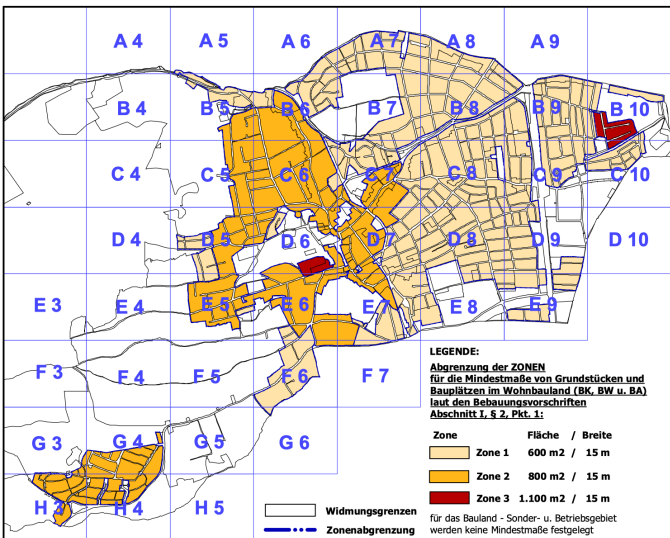 A 4 A 5 A 6 A 7 A 8 A 9
B 4 B 5 B 6 B 7 B 8 B 9 B 10
C 4 C 5 C 6 C 7 C 8 C 9 C 10
D 4 D 5 D 6 D 7 D 8 D 9 D 10
E 3 E 4 E 5 E 6 E 7 E 8 E 9
F 3 F 4 F 5 F 6 F 7
G 3 G 4 G 5 G 6
H 3 H 4 H 5
LEGENDE:
Abgrenzung der ZONEN
für die Mindestmaße von Grundstücken und
Bauplätzen im Wohnbauland (BK, BW u. BA)
laut den Bebauungsvorschriften
Abschnitt I, § 2, Pkt. 1:
Zone Fläche / Breite
Zone 1 600 m2 / 15 m
Zone 2 800 m2 / 15 m
Zone 3 1.100 m2 / 15 m
für das Bauland - Sonder- u. Betriebsgebiet
werden keine Mindestmaße festgelegt
Widmungsgrenzen
Zonenabgrenzung